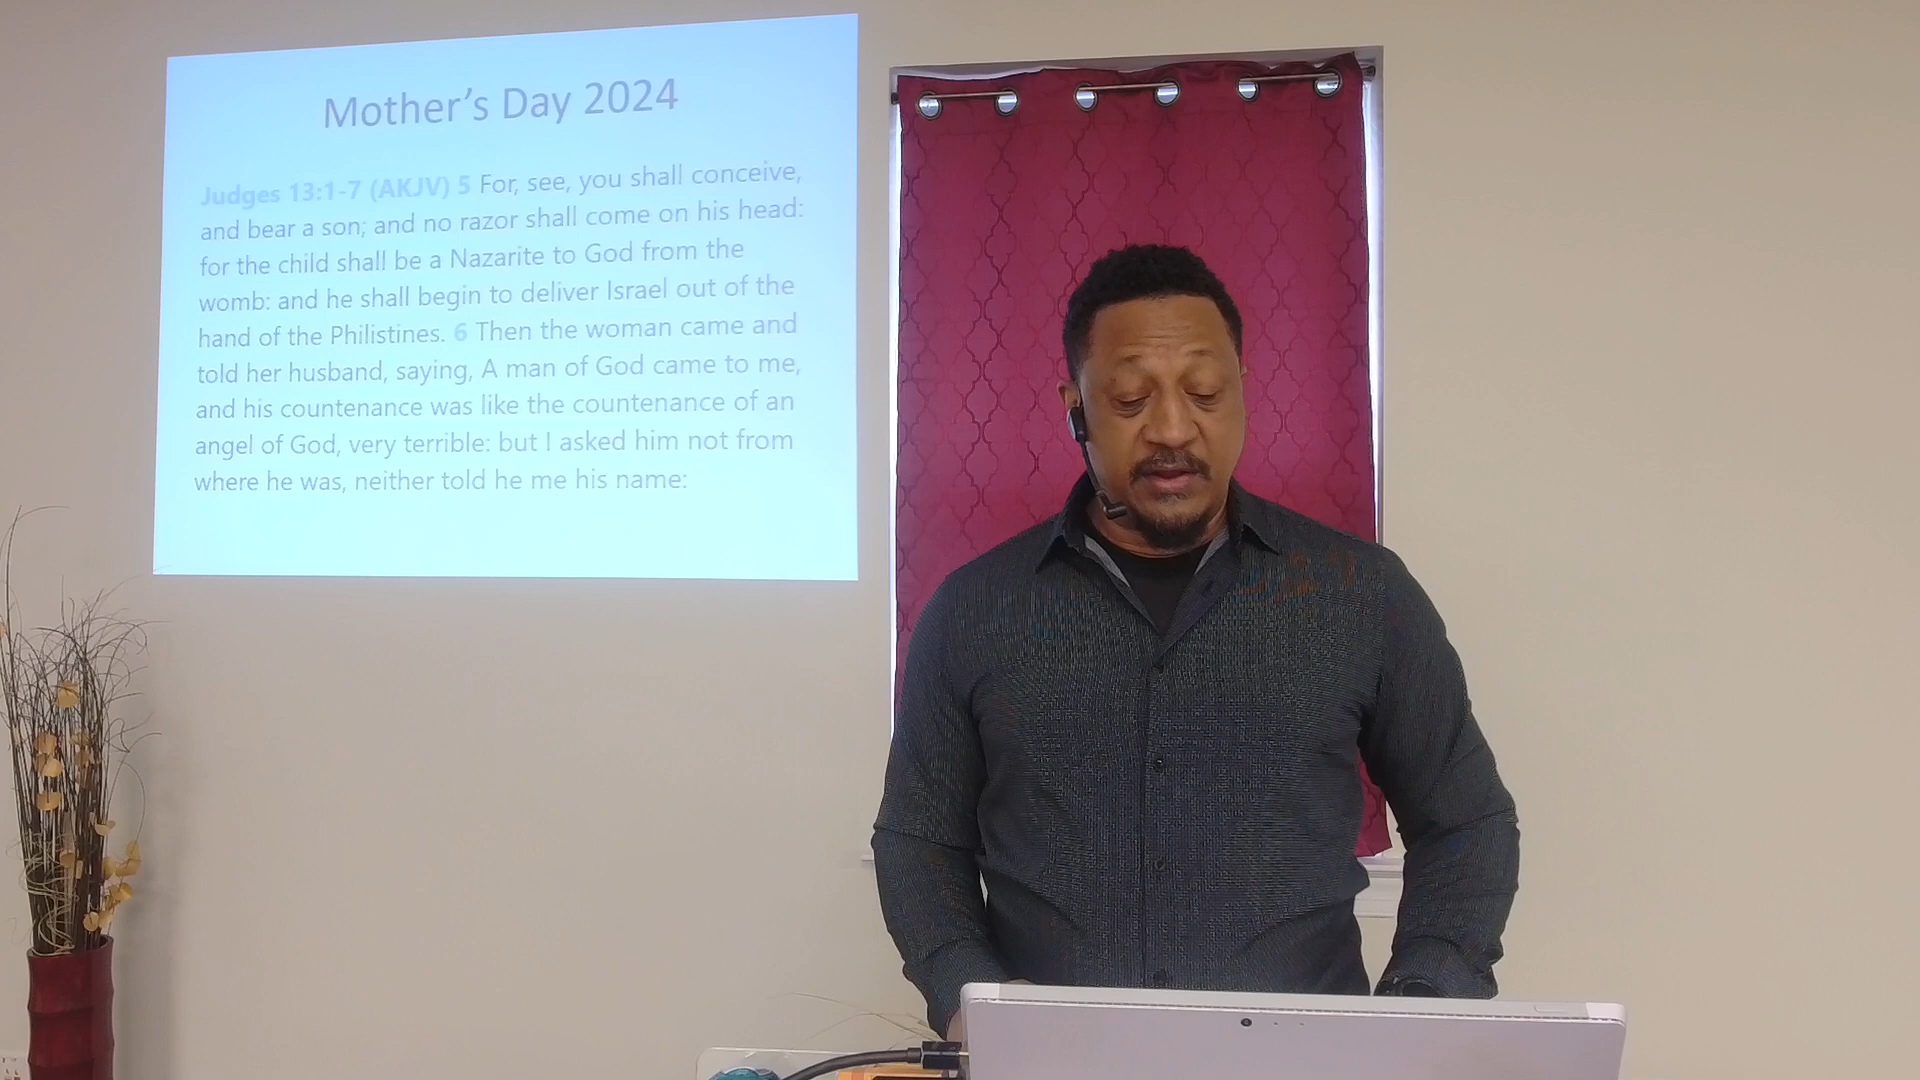 Mother's Day 2024
Judges 13:1-7 (AKJV) 5 For, see, you shall conceive,
and bear a son; and no razor shall come on his head:
for the child shall be a Nazarite to God from the
womb: and he shall begin to deliver Israel out of the
hand of the Philistines. 6 Then the woman came and
told her husband, saying, A man of God came to me,
and his countenance was like the countenance of an
angel of God, very terrible: but I asked him not from
where he was, neither told he me his name: